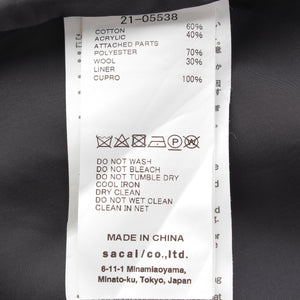 21-05538
COTTON 60%
ACRYLIC 40%
ATTACHED PARTS
POLYESTER 70%
WOOL 30%
LINER
CUPRO 100%
DO NOT WASH
DO NOT BLEACH
DO NOT TUMBLE DRY
COOL IRON
DRY CLEAN
DO NOT WET CLEAN
CLEAN IN NET
MADE IN CHINA
sacai/co.,ltd.
6-11-1 Minamiaoyama,
Minato-ku, Tokyo, Japan